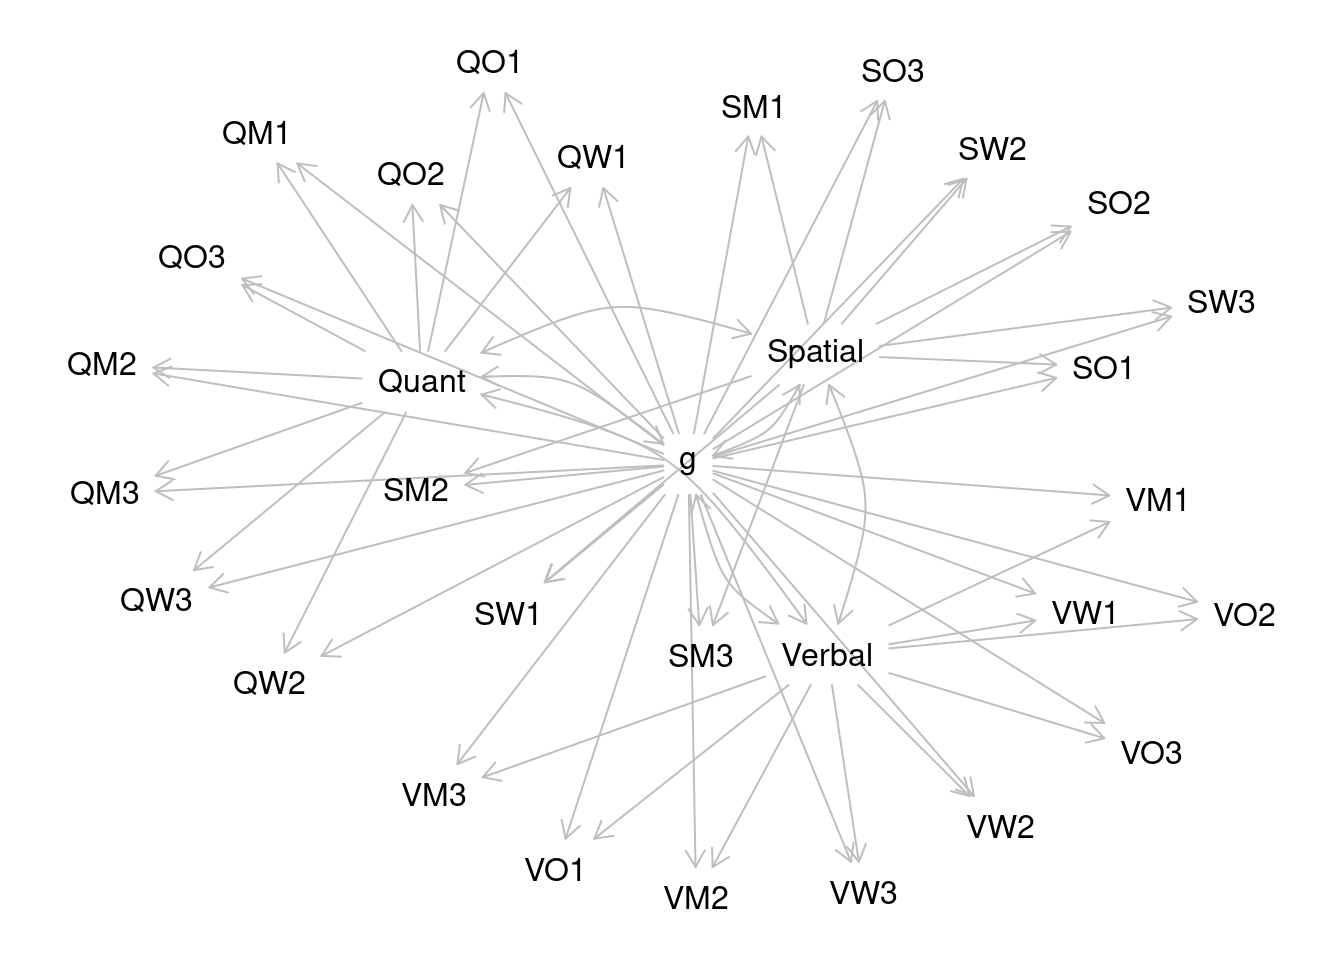 QO1
SO3
SM1
QM1
SW2
QW1
QO2
SO2
QO3
SW3
Spatial
QM2
SO1
Quant
g
SM2
QM3
VM1
QW3
SW1
VW1
VO2
SM3
Verbal
QW2
VO3
VM3
VW2
VO1
VW3
VM2